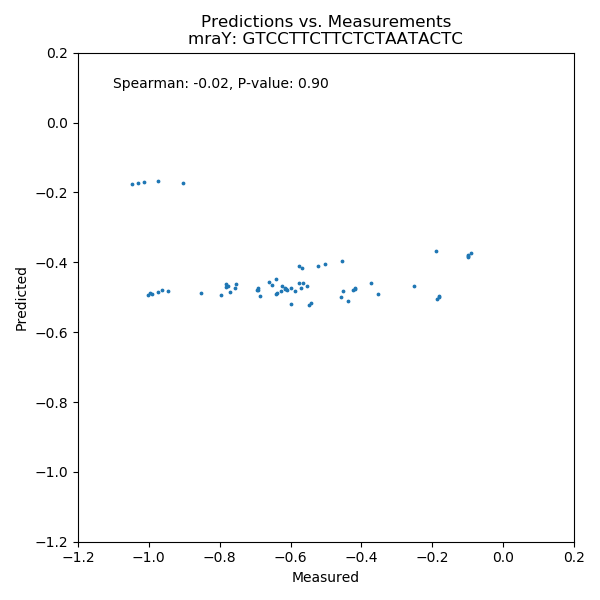 Predictions vs. Measurements
mraY: GTCCTTCTTCTCTAATACTC
Spearman: -0.02, P-value: 0.90
0.2
0.0
−0.2
−0.4
−0.6
−0.8
−1.0
−1.2
Predicted
−1.2 −1.0 −0.8 −0.6 −0.4 −0.2 0.0 0.2
Measured